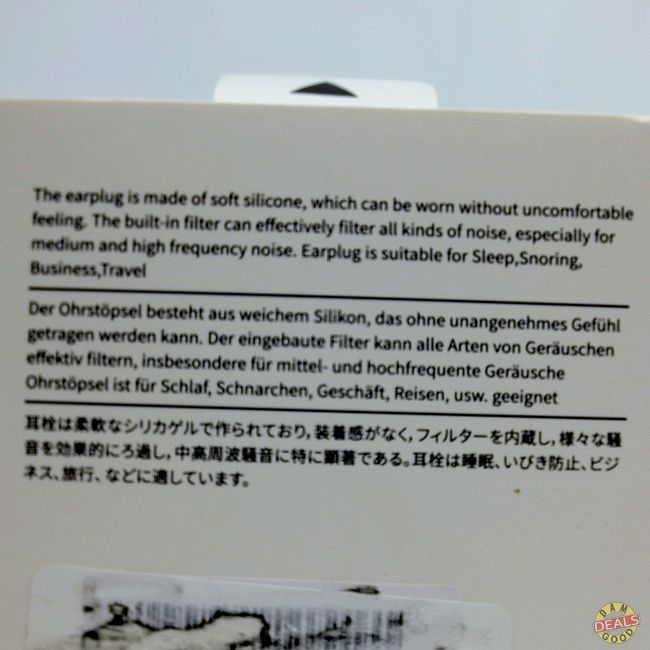 The earplug is made of soft silicone, which can be worn without uncomfortable
feeling. The built-in filter can effectively filter all kinds of noise, especially for
medium and high frequency noise. Earplug is suitable for Sleep,Snoring,
Business,Travel
Der Ohrstöpsel besteht aus weichem Silikon, das ohne unangenehmes Gefühl
getragen werden kann. Der eingebaute Filter kann alle Arten von Geräuschen
effektiv filtern, insbesondere für mittel- und hochfrequente Geräusche
Ohrstöpsel ist für Schlaf, Schnarchen, Geschäft, Reisen, usw. geeignet
耳栓は柔軟なシリカゲルで作られており, 装着感がなく, フィルターを内蔵し, 様々な騒
音を効果的にろ過し, 中高周波騒音に特に顕著である。耳栓は睡眠、いびき防止、ビジ
ネス、旅行、などに適しています。
DAM
DEALS
GOOD